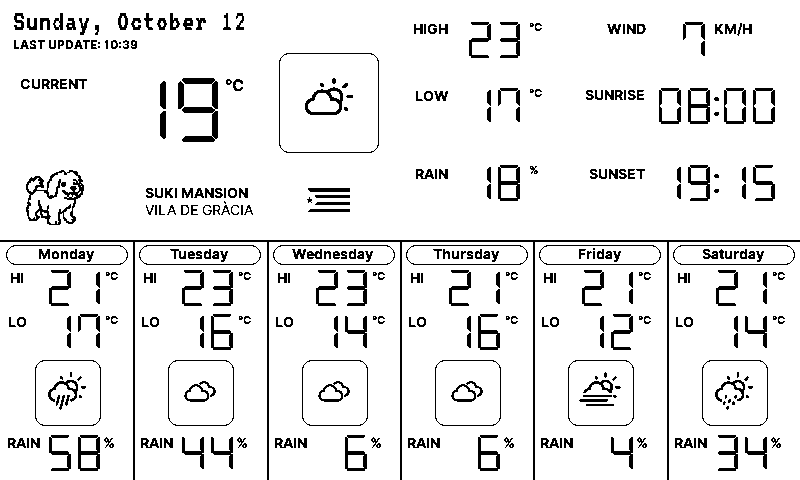 Sunday, October 12
LAST UPDATE: 10:39
CURRENT 19 °C
SUKI MANSION
VILA DE GRÀCIA
HIGH 23 °C
LOW 17 °C
RAIN 18 %
WIND 7 KM/H
SUNRISE 08:00
SUNSET 19:15
Monday
HI 21 °C
LO 17 °C
RAIN 58 %
Tuesday
HI 23 °C
LO 16 °C
RAIN 44 %
Wednesday
HI 23 °C
LO 14 °C
RAIN 6 %
Thursday
HI 21 °C
LO 16 °C
RAIN 6 %
Friday
HI 21 °C
LO 12 °C
RAIN 4 %
Saturday
HI 21 °C
LO 14 °C
RAIN 34 %